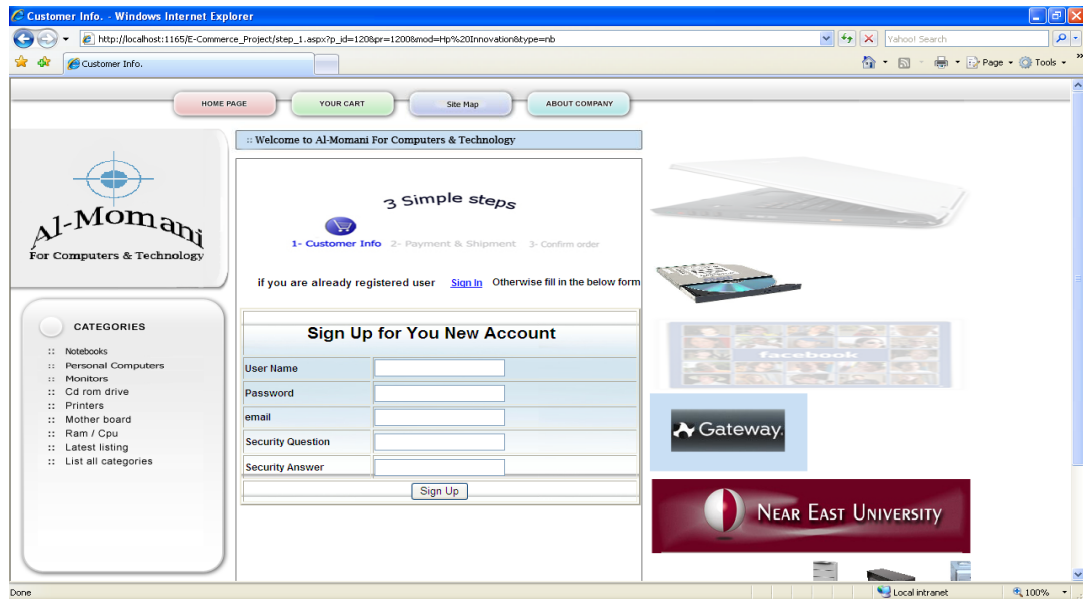 Customer Info. - Windows Internet Explorer
http://localhost:1165/E-Commerce_Project/step_1.aspx?p_id=120&pr=1200&mod=Hp%20Innovation&type=nb
Yahoo! Search
Customer Info.
Page
Tools
HOME PAGE
YOUR CART
Site Map
ABOUT COMPANY
:: Welcome to Al-Momani For Computers & Technology
Al-Momani
For Computers & Technology
3 Simple steps
1- Customer Info 2- Payment & Shipment 3- Confirm order
if you are already registered user Sign In Otherwise fill in the below form
CATEGORIES
:: Notebooks
:: Personal Computers
:: Monitors
:: Cd rom drive
:: Printers
:: Mother board
:: Ram / Cpu
:: Latest listing
:: List all categories
Sign Up for You New Account
User Name
Password
email
Security Question
Security Answer
Sign Up
facebook
Gateway.
NEAR EAST UNIVERSITY
Done
Local intranet
100%